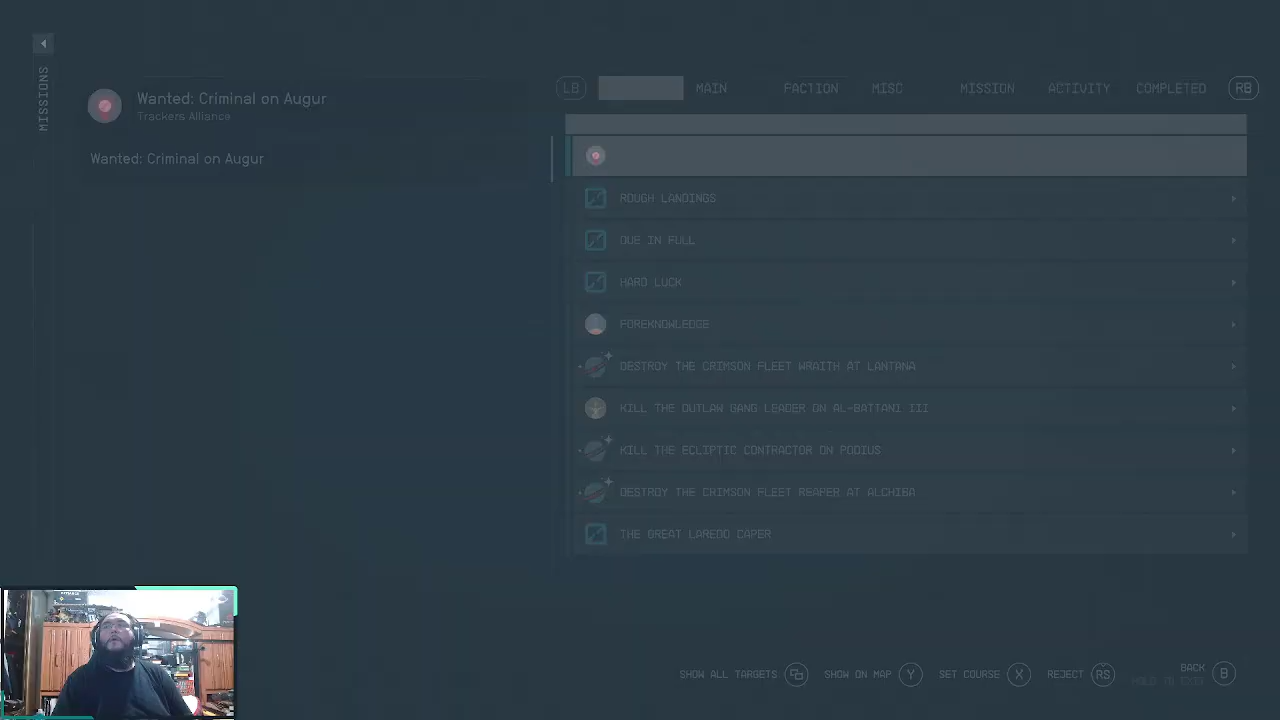 MISSIONS
Wanted: Criminal on Augur
Trackers Alliance
Wanted: Criminal on Augur
LB
MAIN
FACTION
MISC
MISSION
ACTIVITY
COMPLETED
RB
ROUGH LANDINGS
DUE IN FULL
HARD LUCK
FOREKNOWLEDGE
DESTROY THE CRIMSON FLEET WRAITH AT LANTANA
KILL THE OUTLAW GANG LEADER ON AL-BATTANI III
KILL THE ECLIPTIC CONTRACTOR ON PODIUS
DESTROY THE CRIMSON FLEET REAPER AT ALCHIBA
THE GREAT LAREDO CAPER
SHOW ALL TARGETS
SHOW ON MAP Y
SET COURSE X
REJECT RS
BACK B
HOLD TO EXIT